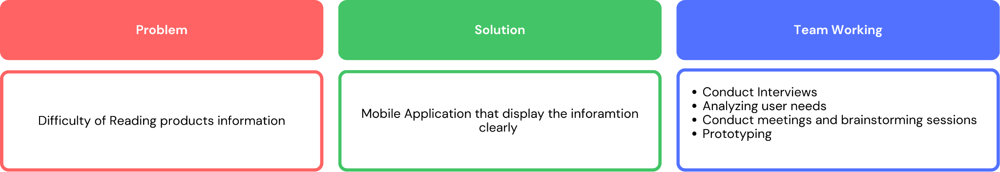 Problem
Solution
Team Working
Difficulty of Reading products information
Mobile Application that display the inforamtion
clearly
• Conduct Interviews
• Analyzing user needs
• Conduct meetings and brainstorming sessions
• Prototyping